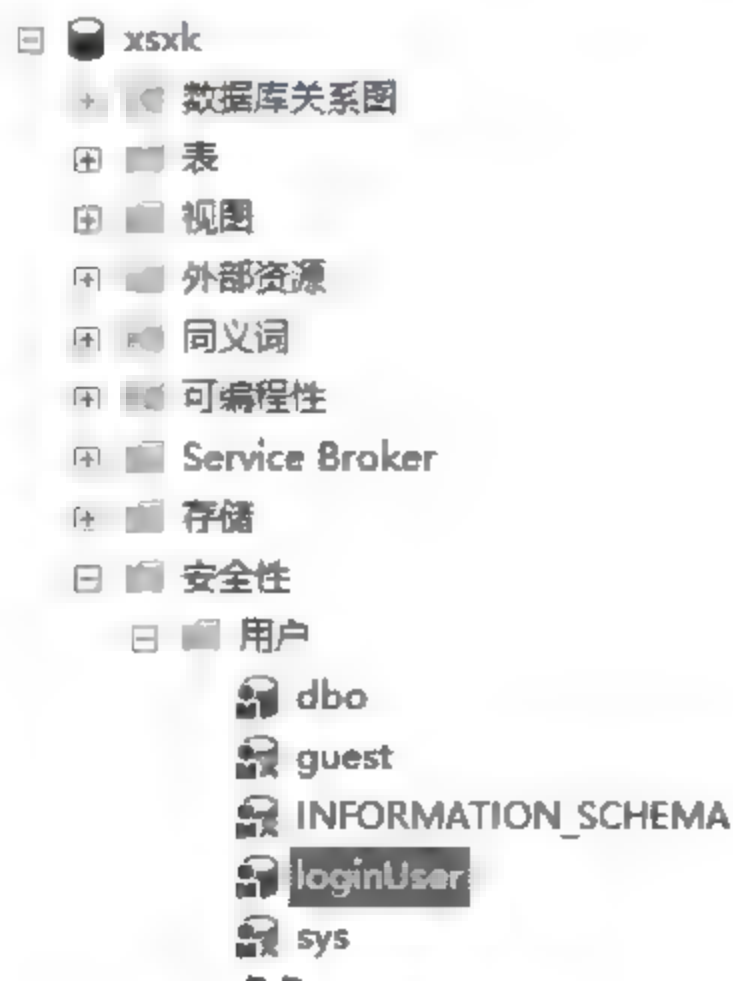 xsxk
数据库关系图
表
视图
外部资源
同义词
可编程性
Service Broker
存储
安全性
用户
dbo
guest
INFORMATION_SCHEMA
loginUser
sys